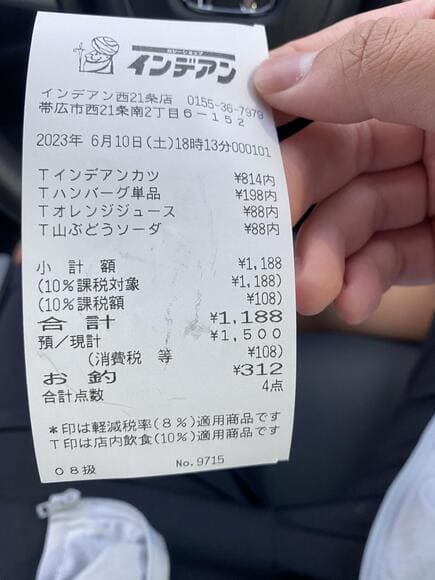 カレーショップ
インデアン
インデアン西21条店 0155-36-7979
帯広市西21条南2丁目6-152
2023年 6月10日(土)18時13分000101
Tインデアンカツ ¥814内
Tハンバーグ単品 ¥198内
Tオレンジジュース ¥88内
T山ぶどうソーダ ¥88内
小 計 額 ¥1,188
(10%課税対象 ¥1,188)
(10%課税額 ¥108)
合 計 ¥1,188
預/現計 ¥1,500
(消費税 等 ¥108)
お 釣 ¥312
合計点数 4点
*印は軽減税率(8%)適用商品です
T印は店内飲食(10%)適用商品です
08扱 No.9715